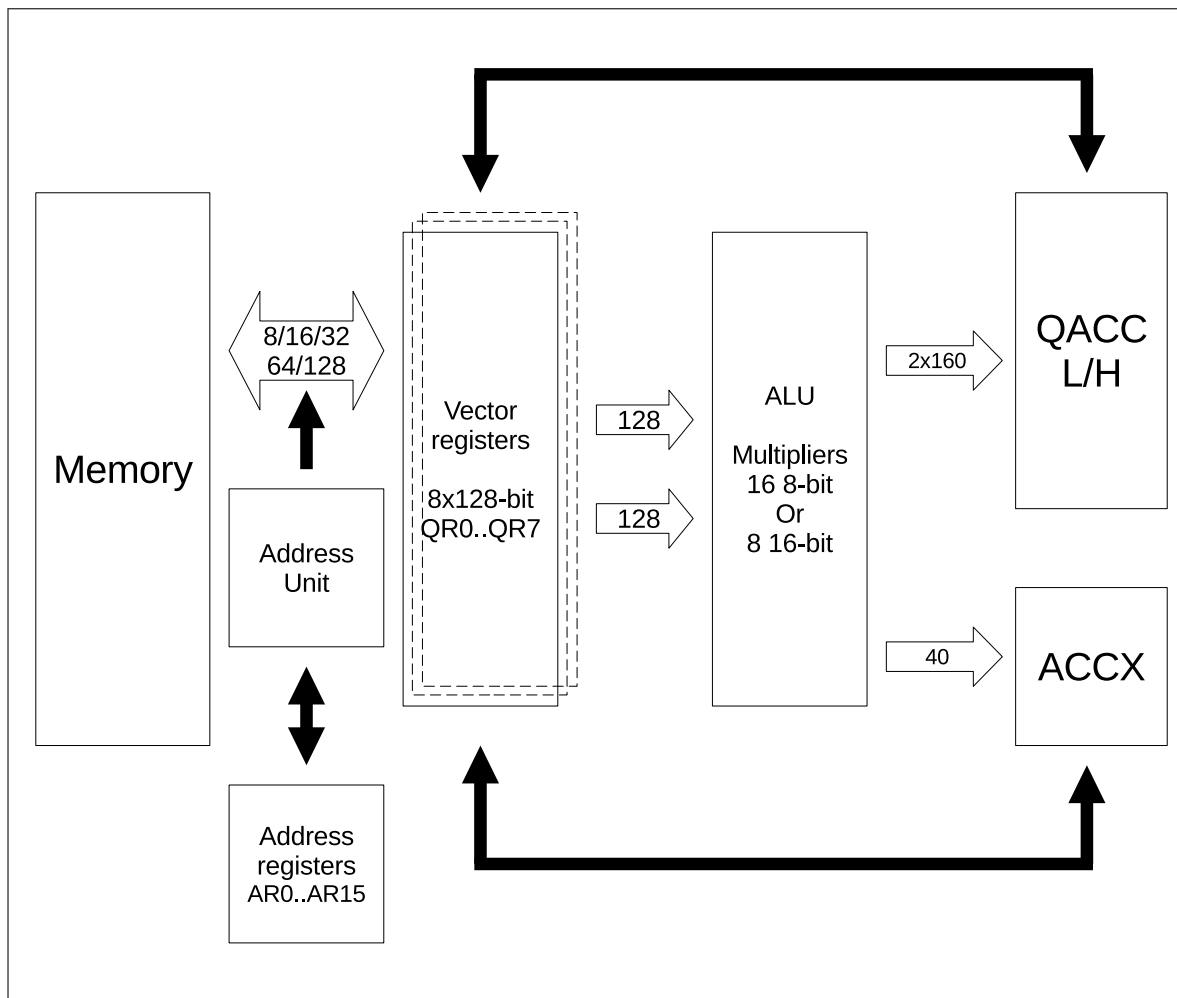 Memory
8/16/32
64/128
Address
Unit
Address
registers
AR0..AR15
Vector
registers
8x128-bit
QR0..QR7
128
128
ALU
Multipliers
16 8-bit
Or
8 16-bit
2x160
40
QACC
L/H
ACCX